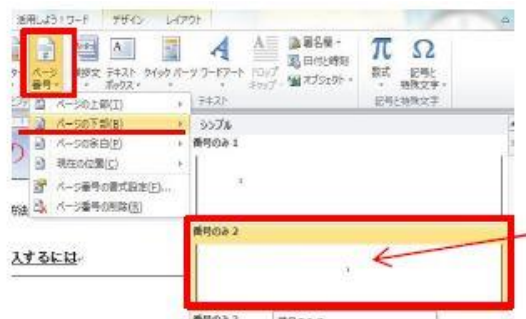 活用しよう!ワード デザイン レイアウト
ページ番号
テキストボックス
クイック パーツ
ワードアート
ドロップキャップ
署名欄
日付と時刻
オブジェクト
数式
記号と特殊文字
テキスト
記号と特殊文字
ページの上部(T)
ページの下部(B)
ページの余白(P)
現在の位置(C)
ページ番号の書式設定(F)...
ページ番号の削除(R)
シンプル
番号のみ 1
番号のみ 2
入するには